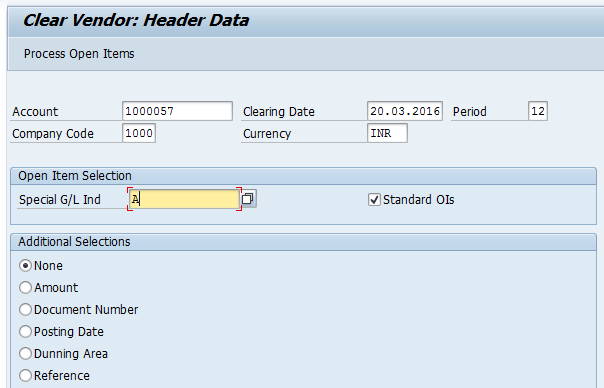 Clear Vendor: Header Data
Process Open Items
Account 1000057 Clearing Date 20.03.2016 Period 12
Company Code 1000 Currency INR
Open Item Selection
Special G/L Ind A Standard OIs
Additional Selections
None
Amount
Document Number
Posting Date
Dunning Area
Reference